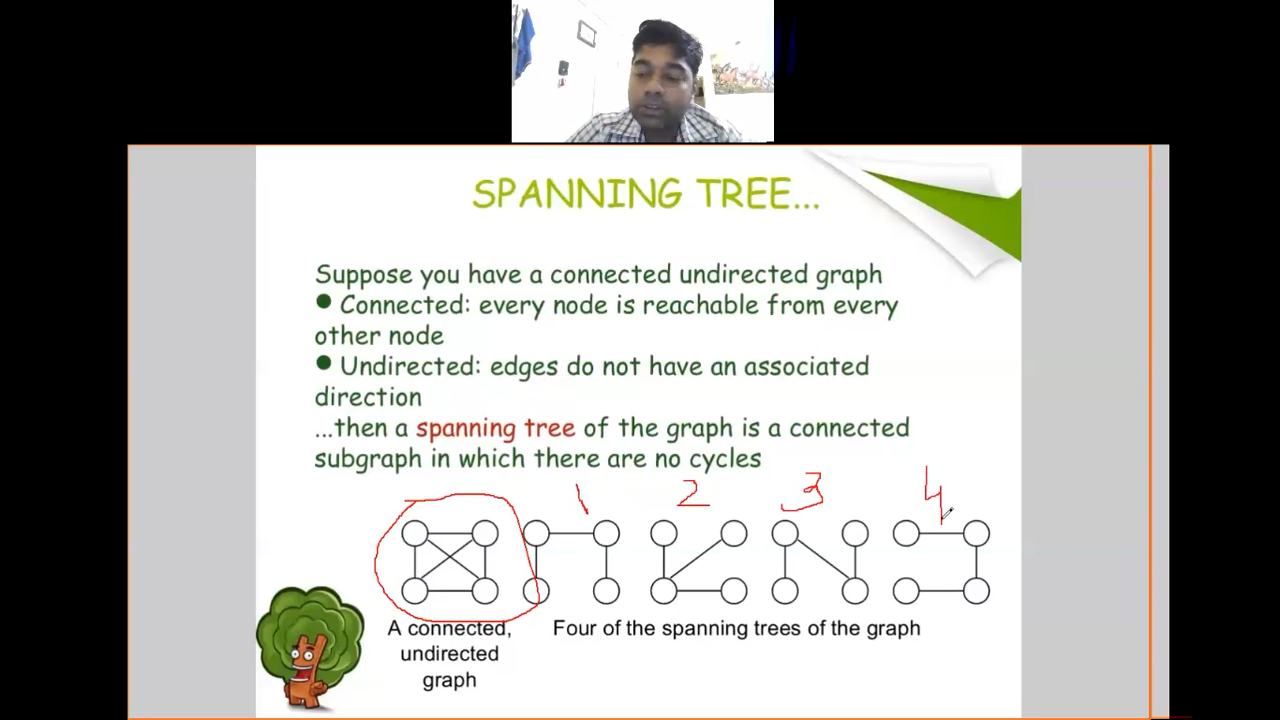 SPANNING TREE...
Suppose you have a connected undirected graph
● Connected: every node is reachable from every
other node
● Undirected: edges do not have an associated
direction
...then a spanning tree of the graph is a connected
subgraph in which there are no cycles
1 2 3 4
A connected,
undirected
graph
Four of the spanning trees of the graph